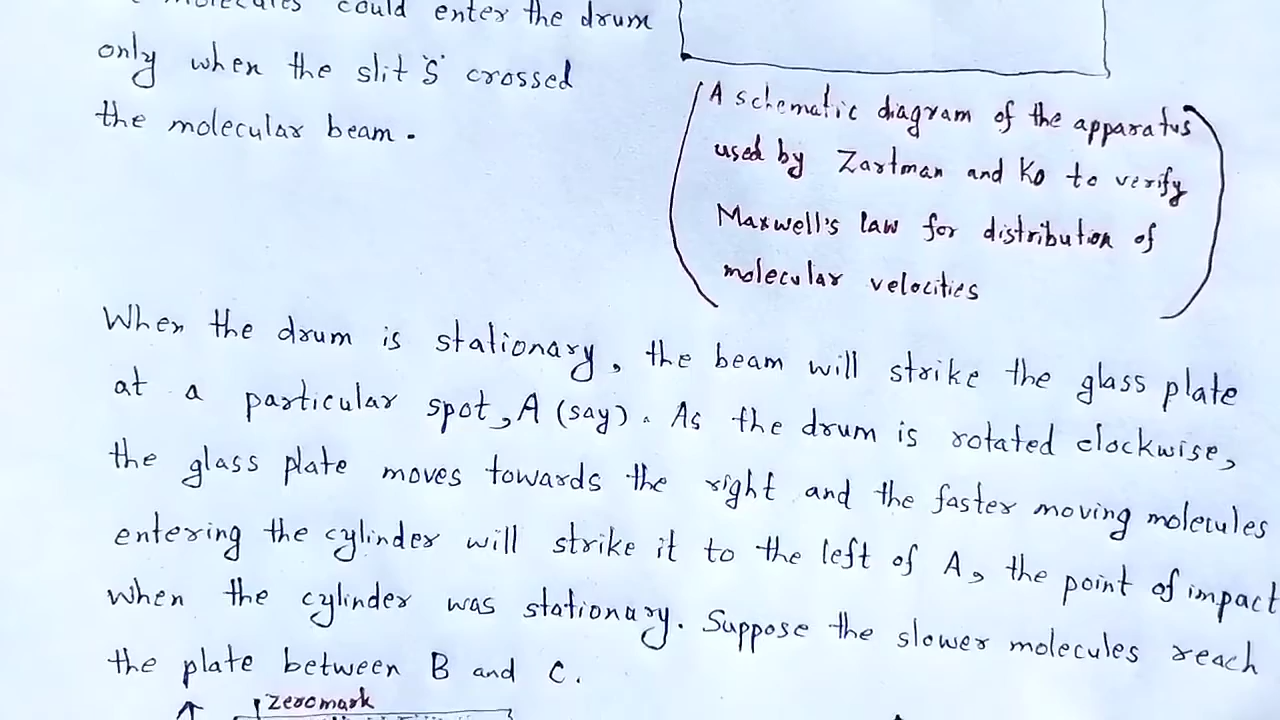 molecules could enter the drum
only when the slit 'S' crossed
the molecular beam.
(A schematic diagram of the apparatus
used by Zartman and Ko to verify
Maxwell's law for distribution of
molecular velocities)
When the drum is stationary, the beam will strike the glass plate
at a particular spot, A (say). As the drum is rotated clockwise,
the glass plate moves towards the right and the faster moving molecules
entering the cylinder will strike it to the left of A, the point of impact
when the cylinder was stationary. Suppose the slower molecules reach
the plate between B and C.
zeromark